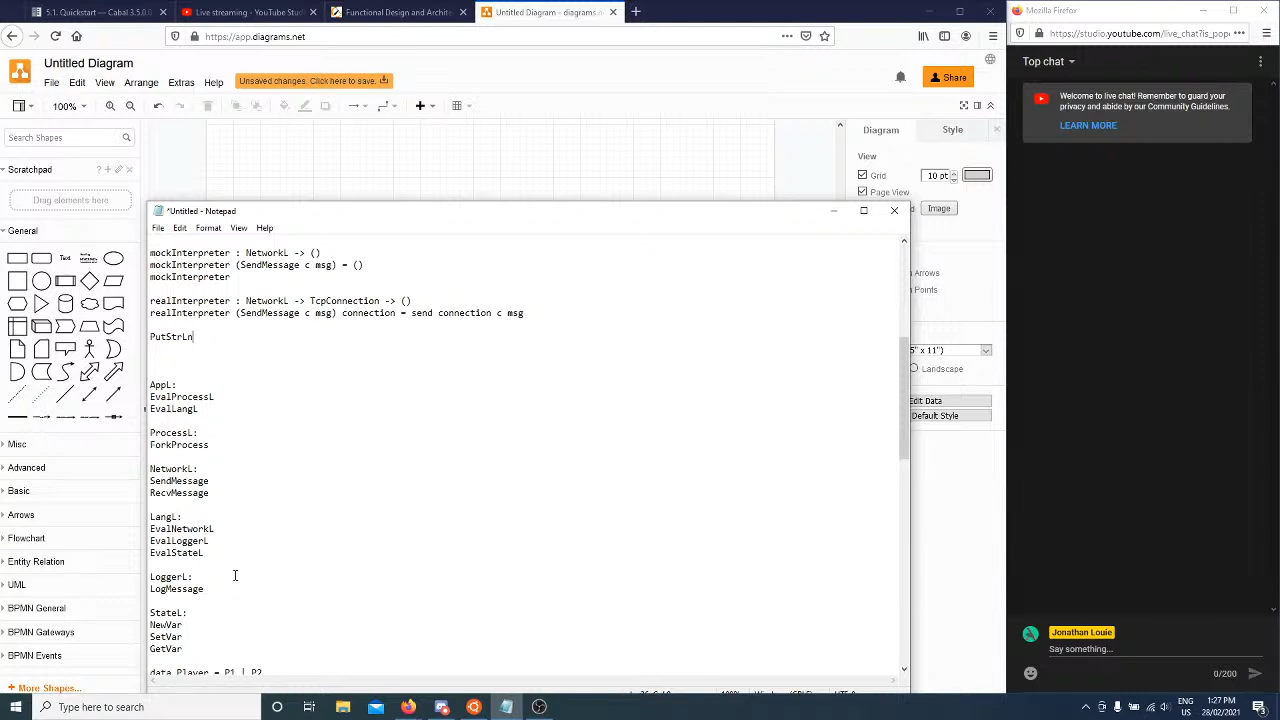 5.1. Quickstart — Cabal 3.5.0.
Live streaming - YouTube Studio
Functional Design and Archite
Untitled Diagram - diagrams.net
Mozilla Firefox
https://app.diagrams.net
https://studio.youtube.com/live_chat?is_pop
Untitled Diagram
File Edit View Arrange Extras Help
Unsaved changes. Click here to save.
Share
100%
Top chat
Welcome to live chat! Remember to guard your
privacy and abide by our Community Guidelines.
LEARN MORE
Search Shapes
Scratchpad
Drag elements here
General
Text
Misc
Advanced
Basic
Arrows
Flowchart
Entity Relation
UML
BPMN General
BPMN Gateways
BPMN Events
+ More Shapes...
Diagram
Style
View
Grid
10 pt
Page View
Image
Arrows
Points
5" x 11")
Landscape
Edit Data
Default Style
*Untitled - Notepad
File Edit Format View Help
mockInterpreter : NetworkL -> ()
mockInterpreter (SendMessage c msg) = ()
mockInterpreter
realInterpreter : NetworkL -> TcpConnection -> ()
realInterpreter (SendMessage c msg) connection = send connection c msg
PutStrLn
AppL:
EvalProcessL
EvalLangL
ProcessL:
ForkProcess
NetworkL:
SendMessage
RecvMessage
LangL:
EvalNetworkL
EvalLoggerL
EvalStateL
LoggerL:
LogMessage
StateL:
NewVar
SetVar
GetVar
data Player = P1 | P2
Jonathan Louie
Say something...
0/200
Type here to search
ENG
US
1:27 PM
28/02/2021